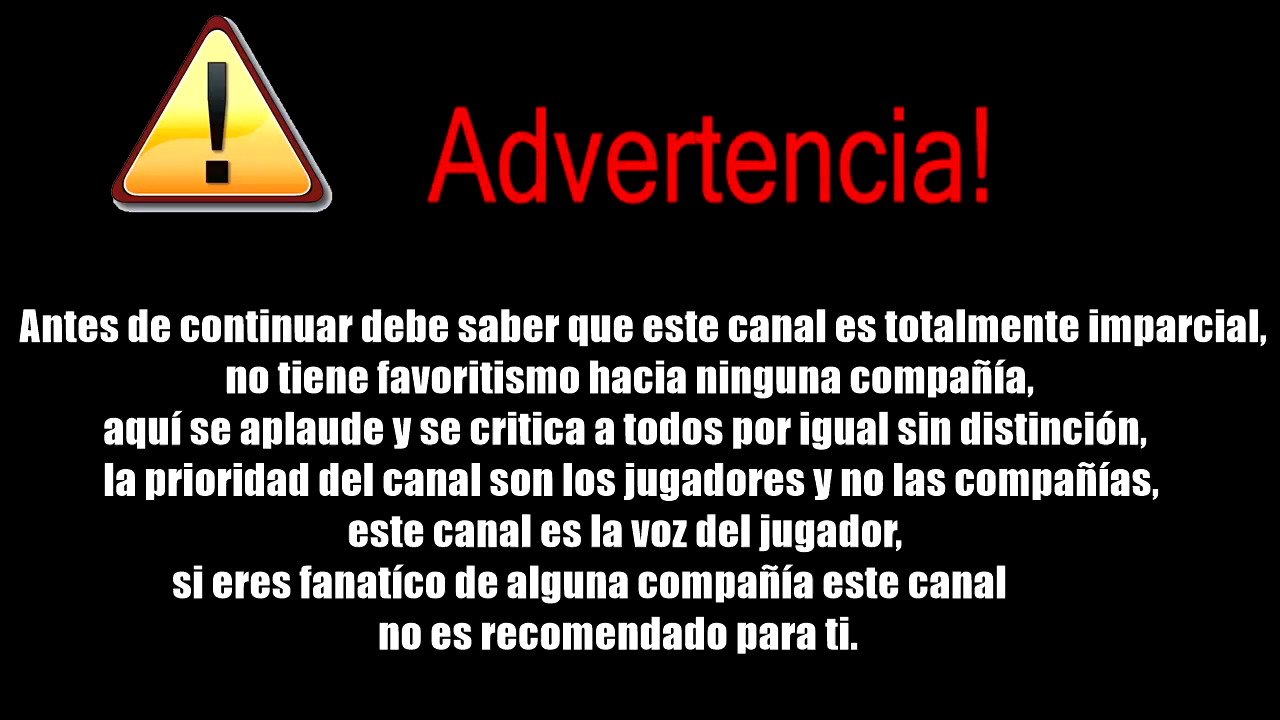 Advertencia!
Antes de continuar debe saber que este canal es totalmente imparcial,
no tiene favoritismo hacia ninguna compañía,
aquí se aplaude y se critica a todos por igual sin distinción,
la prioridad del canal son los jugadores y no las compañías,
este canal es la voz del jugador,
si eres fanatíco de alguna compañía este canal
no es recomendado para ti.